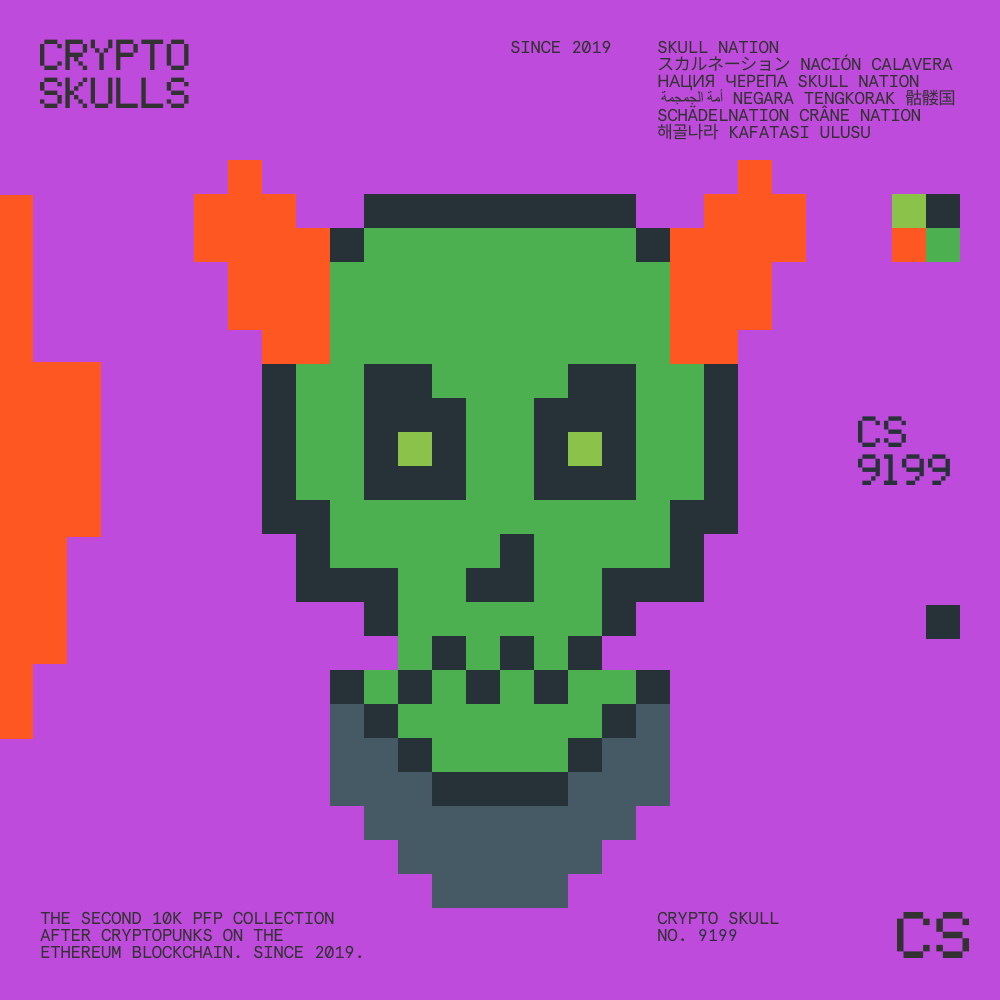 CRYPTO
SKULLS
SINCE 2019
SKULL NATION
スカルネーション NACIÓN CALAVERA
НАЦИЯ ЧЕРЕПА SKULL NATION
أمة الجمجمة NEGARA TENGKORAK 骷髅国
SCHÄDELNATION CRÂNE NATION
해골나라 KAFATASI ULUSU
CS
9199
THE SECOND 10K PFP COLLECTION
AFTER CRYPTOPUNKS ON THE
ETHEREUM BLOCKCHAIN. SINCE 2019.
CRYPTO SKULL
NO. 9199
CS